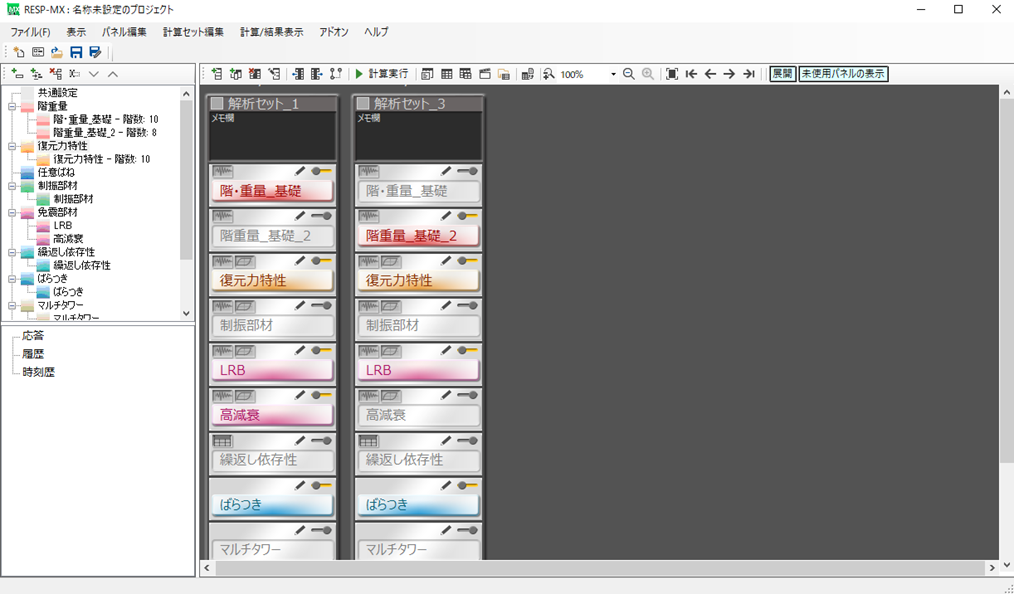 RESP-MX : 名称未設定のプロジェクト
ファイル(F) 表示 パネル編集 計算セット編集 計算/結果表示 アドオン ヘルプ
計算実行 100% 展開 未使用パネルの表示
共通設定
階重量
階・重量_基礎 - 階数: 10
階重量_基礎_2 - 階数: 8
復元力特性
復元力特性 - 階数: 10
任意ばね
制振部材
制振部材
免震部材
LRB
高減衰
繰返し依存性
繰返し依存性
ばらつき
ばらつき
マルチタワー
マルチタワー
応答
履歴
時刻歴
解析セット_1
メモ欄
階・重量_基礎
階重量_基礎_2
復元力特性
制振部材
LRB
高減衰
繰返し依存性
ばらつき
マルチタワー
解析セット_3
メモ欄
階・重量_基礎
階重量_基礎_2
復元力特性
制振部材
LRB
高減衰
繰返し依存性
ばらつき
マルチタワー